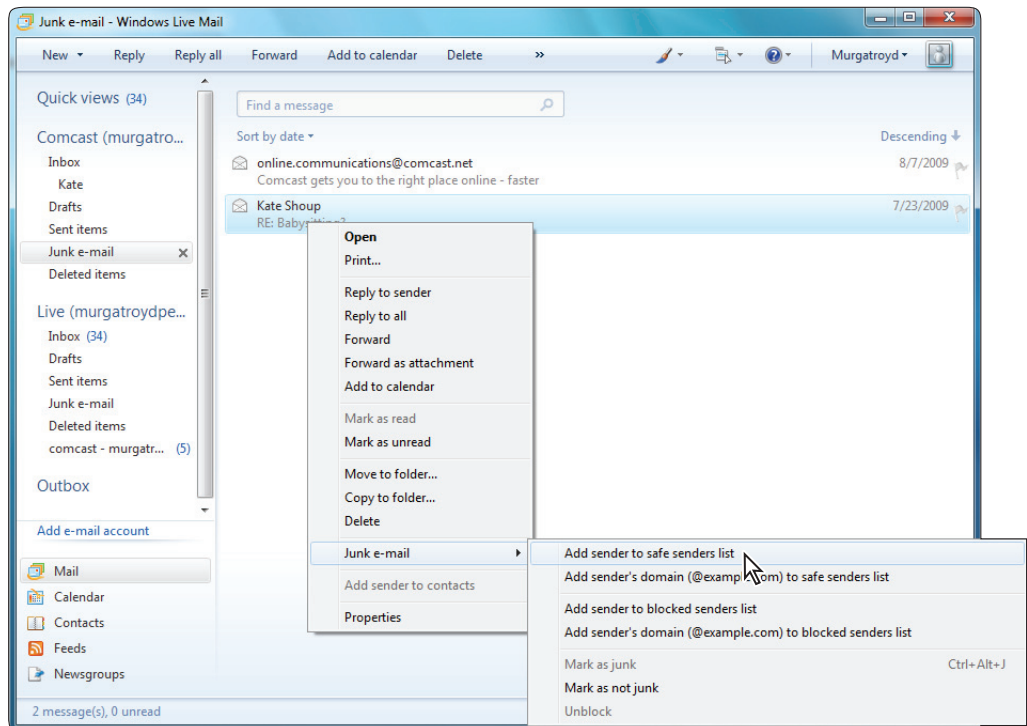 Junk e-mail - Windows Live Mail
New Reply Reply all Forward Add to calendar Delete » Murgatroyd
Quick views (34)
Comcast (murgatro...
Inbox
Kate
Drafts
Sent items
Junk e-mail
Deleted items
Live (murgatroydpe...
Inbox (34)
Drafts
Sent items
Junk e-mail
Deleted items
comcast - murgatr... (5)
Outbox
Add e-mail account
Mail
Calendar
Contacts
Feeds
Newsgroups
2 message(s), 0 unread
Find a message
Sort by date Descending
online.communications@comcast.net 8/7/2009
Comcast gets you to the right place online - faster
Kate Shoup 7/23/2009
RE: Babysitting?
Open
Print...
Reply to sender
Reply to all
Forward
Forward as attachment
Add to calendar
Mark as read
Mark as unread
Move to folder...
Copy to folder...
Delete
Junk e-mail
Add sender to contacts
Properties
Add sender to safe senders list
Add sender's domain (@example.com) to safe senders list
Add sender to blocked senders list
Add sender's domain (@example.com) to blocked senders list
Mark as junk Ctrl+Alt+J
Mark as not junk
Unblock